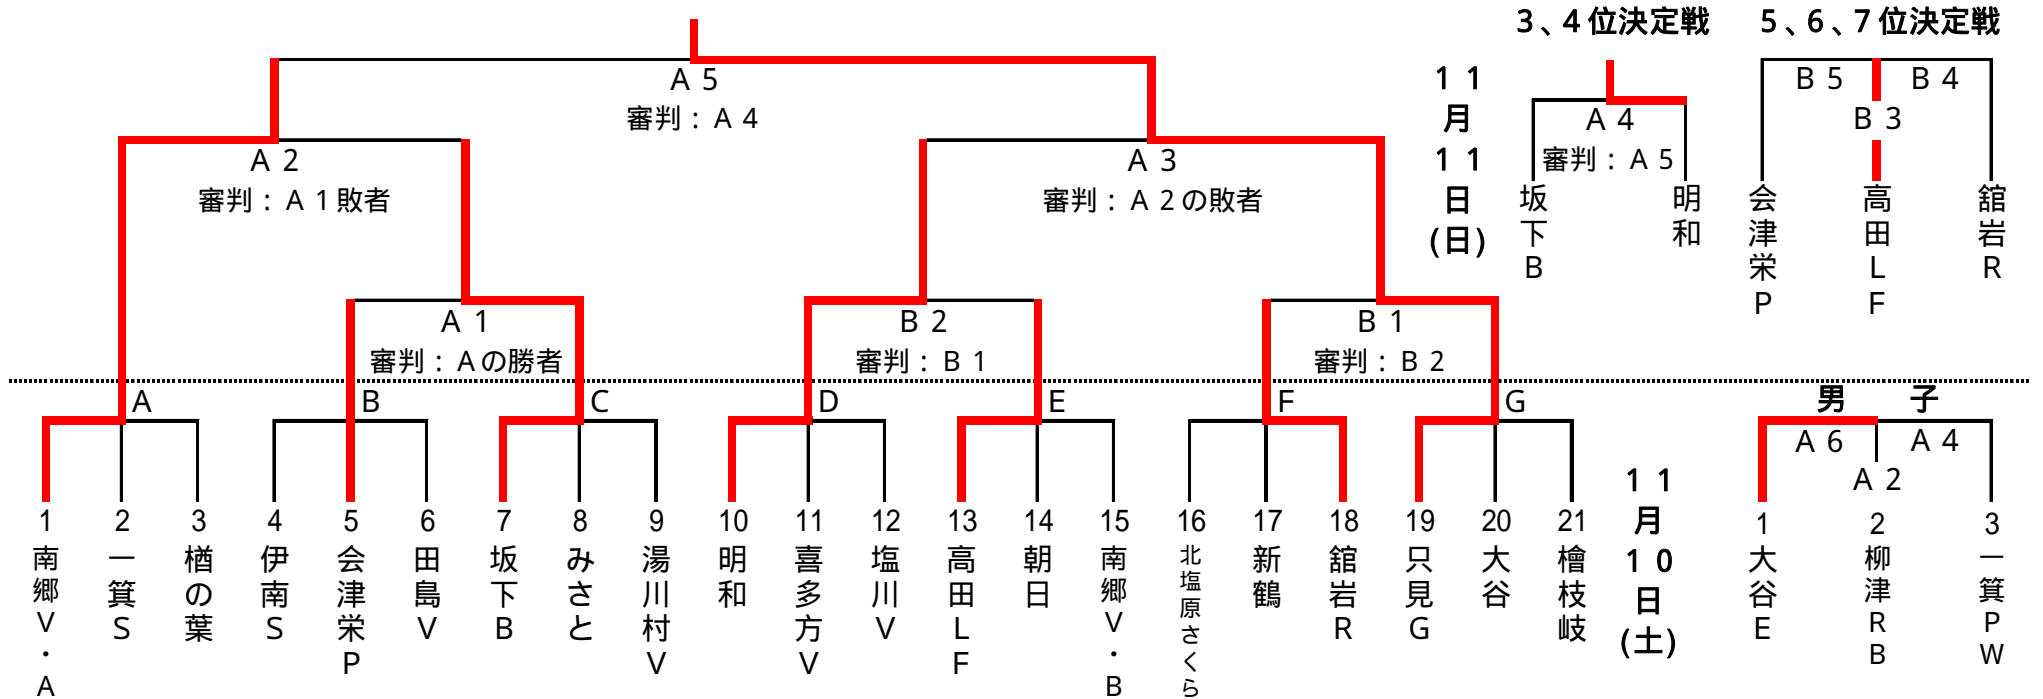 3、4位決定戦
5、6、7位決定戦
A5
審判：A4
11月11日(日)
A4
審判：A5
坂下B
明和
B5
B4
B3
会津栄P
高田LF
舘岩R
A2
審判：A1敗者
A3
審判：A2の敗者
A1
審判：Aの勝者
B2
審判：B1
B1
審判：B2
A
B
C
D
E
F
G
男子
A6
A4
A2
11月10日(土)
1 南郷V・A
2 一箕S
3 楢の葉
4 伊南S
5 会津栄P
6 田島V
7 坂下B
8 みさと
9 湯川村V
10 明和
11 喜多方V
12 塩川V
13 高田LF
14 朝日
15 南郷V・B
16 北塩原さくら
17 新鶴
18 舘岩R
19 只見G
20 大谷
21 檜枝岐
1 大谷E
2 柳津RB
3 一箕PW